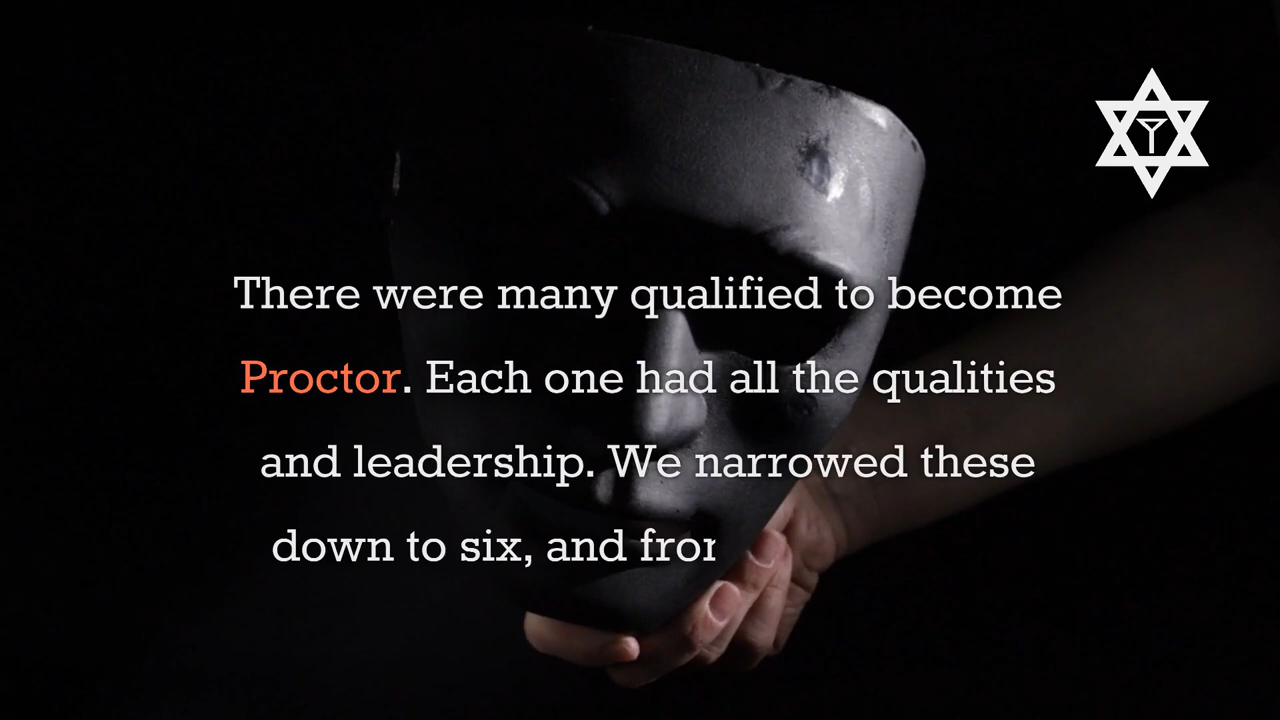 There were many qualified to become
Proctor. Each one had all the qualities
and leadership. We narrowed these
down to six, and